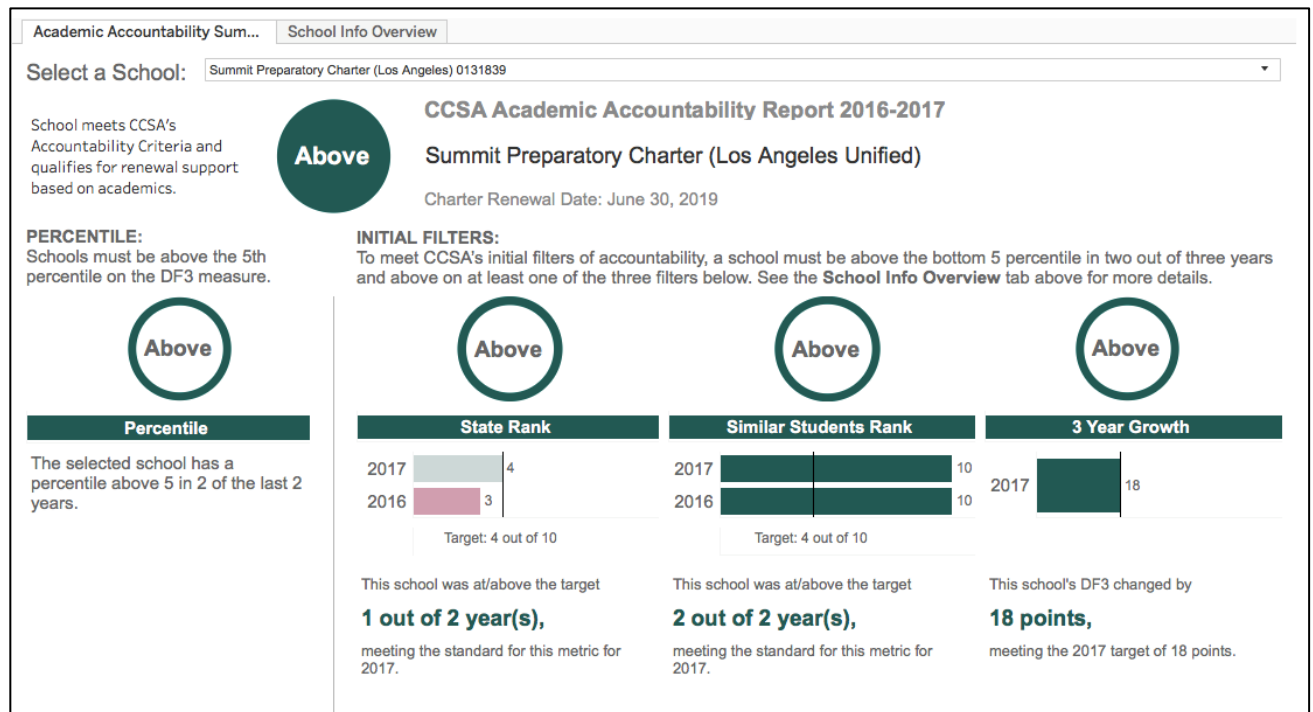 Academic Accountability Sum...
School Info Overview
Select a School:
Summit Preparatory Charter (Los Angeles) 0131839
School meets CCSA's
Accountability Criteria and
qualifies for renewal support
based on academics.
Above
CCSA Academic Accountability Report 2016-2017
Summit Preparatory Charter (Los Angeles Unified)
Charter Renewal Date: June 30, 2019
PERCENTILE:
Schools must be above the 5th
percentile on the DF3 measure.
INITIAL FILTERS:
To meet CCSA's initial filters of accountability, a school must be above the bottom 5 percentile in two out of three years
and above on at least one of the three filters below. See the School Info Overview tab above for more details.
Above
Percentile
The selected school has a
percentile above 5 in 2 of the last 2
years.
Above
State Rank
2017
4
2016
3
Target: 4 out of 10
This school was at/above the target
1 out of 2 year(s),
meeting the standard for this metric for
2017.
Above
Similar Students Rank
2017
10
2016
10
Target: 4 out of 10
This school was at/above the target
2 out of 2 year(s),
meeting the standard for this metric for
2017.
Above
3 Year Growth
2017
18
This school's DF3 changed by
18 points,
meeting the 2017 target of 18 points.